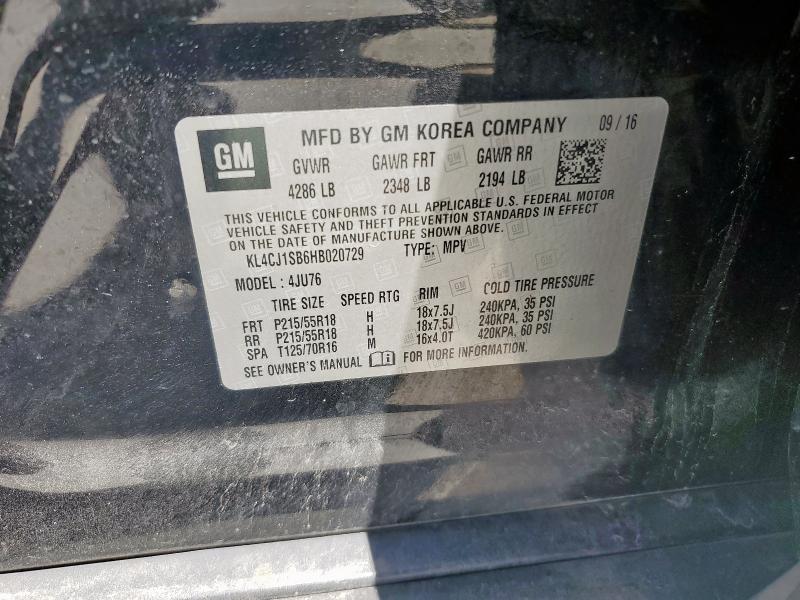 GM
MFD BY GM KOREA COMPANY 09 / 16
GVWR GAWR FRT GAWR RR
4286 LB 2348 LB 2194 LB
THIS VEHICLE CONFORMS TO ALL APPLICABLE U.S. FEDERAL MOTOR
VEHICLE SAFETY AND THEFT PREVENTION STANDARDS IN EFFECT
ON THE DATE OF MANUFACTURE SHOWN ABOVE.
KL4CJ1SB6HB020729 TYPE: MPV
MODEL : 4JU76
TIRE SIZE SPEED RTG RIM COLD TIRE PRESSURE
FRT P215/55R18 H 18x7.5J 240KPA, 35 PSI
RR P215/55R18 H 18x7.5J 240KPA, 35 PSI
SPA T125/70R16 M 16x4.0T 420KPA, 60 PSI
SEE OWNER'S MANUAL FOR MORE INFORMATION.